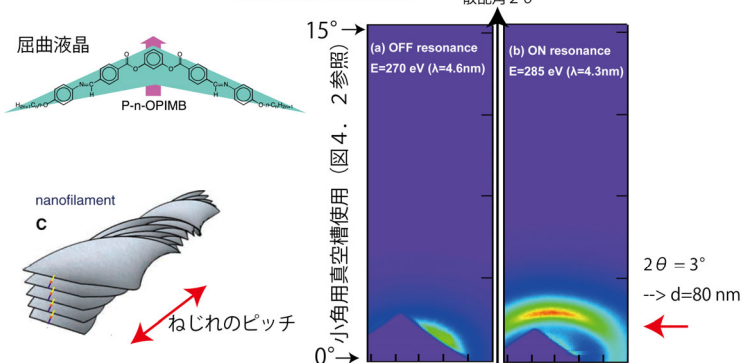 屈曲液晶
P-n-OPIMB
nanofilament
C
ねじれのピッチ
15°
小角用真空槽使用（図4．2参照）
0°
(a) OFF resonance
E=270 eV (λ=4.6nm)
(b) ON resonance
E=285 eV (λ=4.3nm)
2θ = 3°
--> d=80 nm